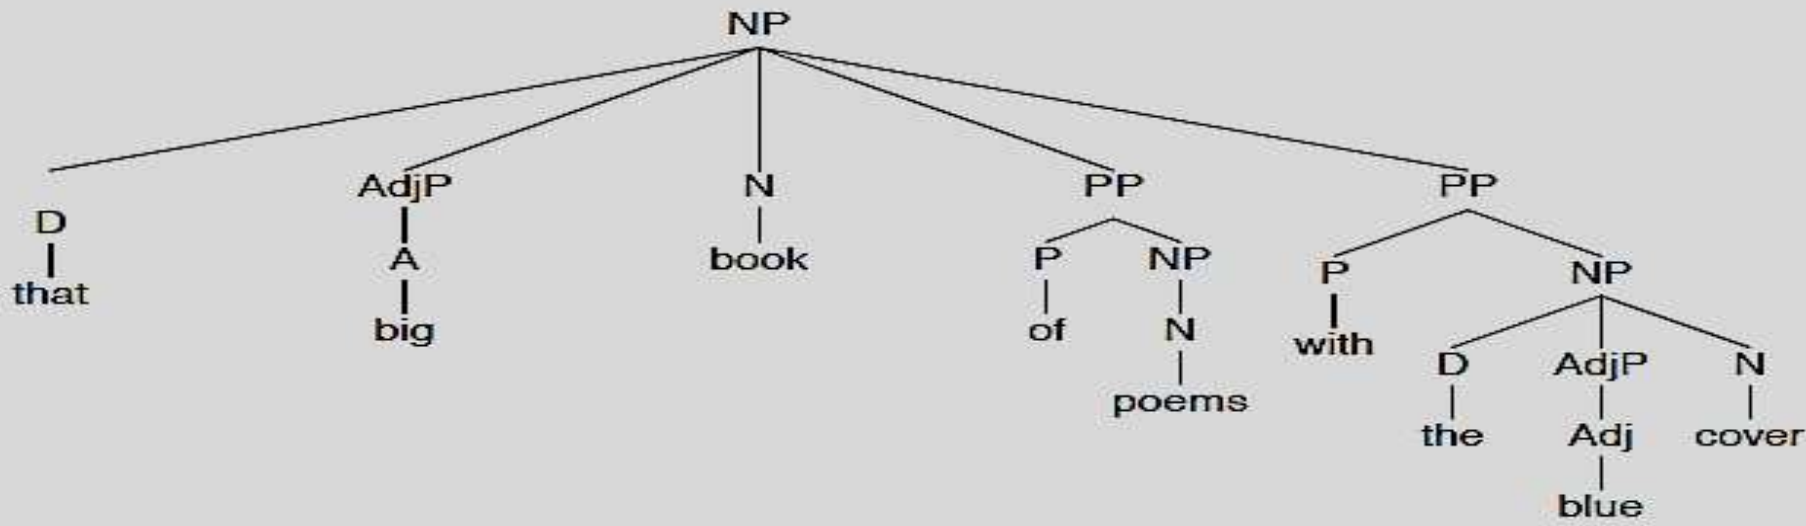 NP
AdjP N PP PP
D
that
A book P NP P NP
big of N with
poems
D AdjP N
the Adj cover
blue